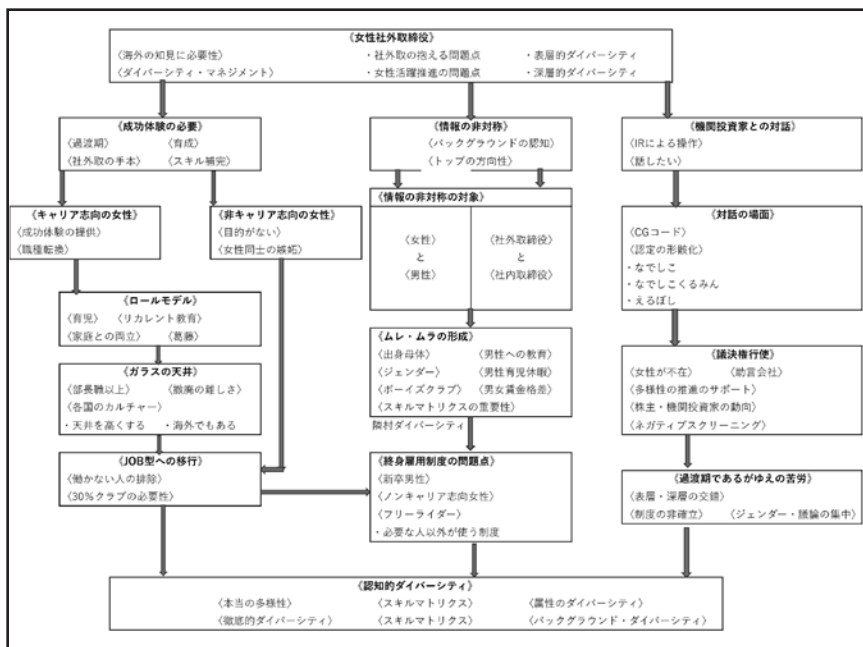 《女性社外取締役》
〈海外の知見に必要性〉 ・社外取の抱える問題点 ・表層的ダイバーシティ
〈ダイバーシティ・マネジメント〉 ・女性活躍推進の問題点 ・深層的ダイバーシティ
《成功体験の必要》
〈過渡期〉 〈育成〉
〈社外取の手本〉 〈スキル補完〉
《情報の非対称》
〈バックグラウンドの認知〉
〈トップの方向性〉
《機関投資家との対話》
〈IRによる操作〉
〈話したい〉
《キャリア志向の女性》
〈成功体験の提供〉
〈職種転換〉
《非キャリア志向の女性》
〈目的がない〉
〈女性同士の嫉妬〉
《情報の非対称の対象》
〈女性〉
と
〈男性〉
〈社外取締役〉
と
〈社内取締役〉
《対話の場面》
〈CGコード〉
〈認定の形骸化〉
・なでしこ
・なでしこくるみん
・えるぼし
《ロールモデル》
〈育児〉 〈リカレント教育〉
〈家庭との両立〉 〈葛藤〉
《ガラスの天井》
〈部長職以上〉 〈撤廃の難しさ〉
〈各国のカルチャー〉
・天井を高くする ・海外でもある
《ムレ・ムラの形成》
〈出身母体〉 〈男性への教育〉
〈ジェンダー〉 〈男性育児休暇〉
〈ボーイズクラブ〉 〈男女賃金格差〉
〈スキルマトリクスの重要性〉
隣村ダイバーシティ
《議決権行使》
〈女性が不在〉 〈助言会社〉
〈多様性の推進のサポート〉
〈株主・機関投資家の動向〉
〈ネガティブスクリーニング〉
《JOB型への移行》
〈働かない人の排除〉
〈30%クラブの必要性〉
《終身雇用制度の問題点》
〈新卒男性〉
〈ノンキャリア志向女性〉
〈フリーライダー〉
・必要な人以外が使う制度
《過渡期であるがゆえの苦労》
〈表層・深層の交錯〉
〈制度の非確立〉 〈ジェンダー・議論の集中〉
《認知的ダイバーシティ》
〈本当の多様性〉 〈スキルマトリクス〉 〈属性のダイバーシティ〉
〈徹底的ダイバーシティ〉 〈スキルマトリクス〉 〈バックグラウンド・ダイバーシティ〉